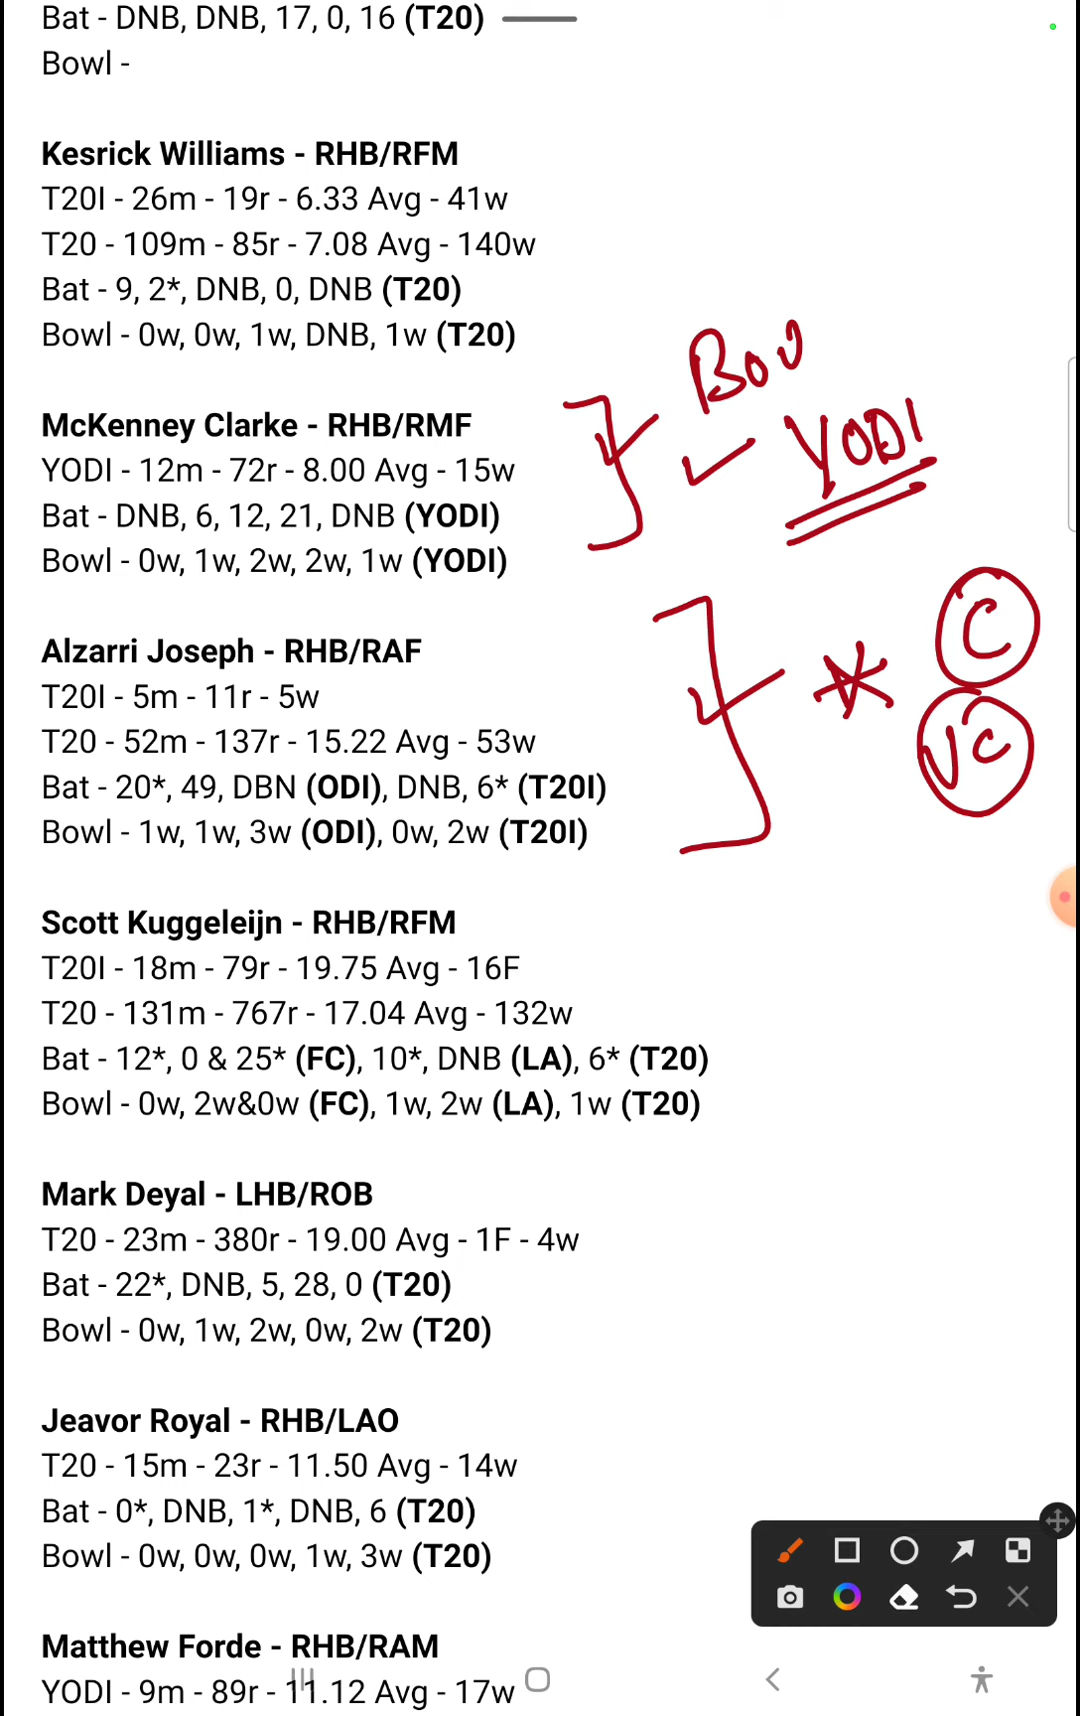 Bat - DNB, DNB, 17, 0, 16 (T20)
Bowl -
Kesrick Williams - RHB/RFM
T20I - 26m - 19r - 6.33 Avg - 41w
T20 - 109m - 85r - 7.08 Avg - 140w
Bat - 9, 2*, DNB, 0, DNB (T20)
Bowl - 0w, 0w, 1w, DNB, 1w (T20)
Bow
McKenney Clarke - RHB/RMF
YODI
YODI - 12m - 72r - 8.00 Avg - 15w
Bat - DNB, 6, 12, 21, DNB (YODI)
Bowl - 0w, 1w, 2w, 2w, 1w (YODI)
C
Alzarri Joseph - RHB/RAF
T20I - 5m - 11r - 5w
T20 - 52m - 137r - 15.22 Avg - 53w
VC
Bat - 20*, 49, DBN (ODI), DNB, 6* (T20I)
Bowl - 1w, 1w, 3w (ODI), 0w, 2w (T20I)
Scott Kuggeleijn - RHB/RFM
T20I - 18m - 79r - 19.75 Avg - 16F
T20 - 131m - 767r - 17.04 Avg - 132w
Bat - 12*, 0 & 25* (FC), 10*, DNB (LA), 6* (T20)
Bowl - 0w, 2w&0w (FC), 1w, 2w (LA), 1w (T20)
Mark Deyal - LHB/ROB
T20 - 23m - 380r - 19.00 Avg - 1F - 4w
Bat - 22*, DNB, 5, 28, 0 (T20)
Bowl - 0w, 1w, 2w, 0w, 2w (T20)
Jeavor Royal - RHB/LAO
T20 - 15m - 23r - 11.50 Avg - 14w
Bat - 0*, DNB, 1*, DNB, 6 (T20)
Bowl - 0w, 0w, 0w, 1w, 3w (T20)
Matthew Forde - RHB/RAM
YODI - 9m - 89r - 11.12 Avg - 17w